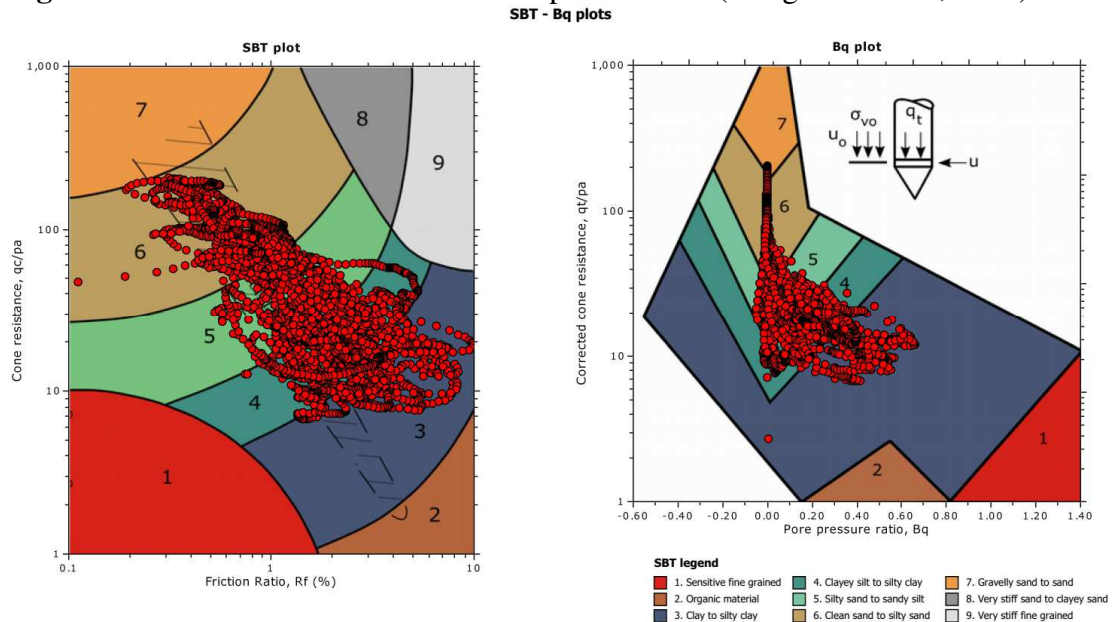 SBT - Bq plots
SBT plot
1,000
100
10
1
Cone resistance, qc/pa
7
8
9
6
5
4
3
1
2
0.1
1
10
Friction Ratio, Rf (%)
Bq plot
1,000
100
10
1
Corrected cone resistance, qt/pa
7
6
5
4
3
1
2
σvo
uo
qt
u
-0.60 -0.40 -0.20 0.00 0.20 0.40 0.60 0.80 1.00 1.20 1.40
Pore pressure ratio, Bq
SBT legend
1. Sensitive fine grained
2. Organic material
3. Clay to silty clay
4. Clayey silt to silty clay
5. Silty sand to sandy silt
6. Clean sand to silty sand
7. Gravelly sand to sand
8. Very stiff sand to clayey sand
9. Very stiff fine grained